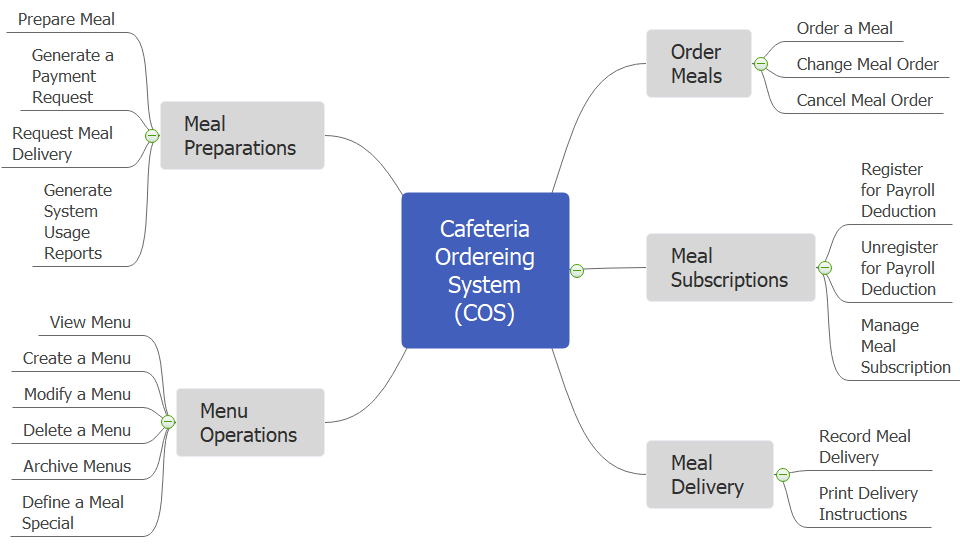 Cafeteria
Ordereing
System
(COS)
Order
Meals
Order a Meal
Change Meal Order
Cancel Meal Order
Meal
Subscriptions
Register
for Payroll
Deduction
Unregister
for Payroll
Deduction
Manage
Meal
Subscription
Meal
Delivery
Record Meal
Delivery
Print Delivery
Instructions
Meal
Preparations
Prepare Meal
Generate a
Payment
Request
Request Meal
Delivery
Generate
System
Usage
Reports
Menu
Operations
View Menu
Create a Menu
Modify a Menu
Delete a Menu
Archive Menus
Define a Meal
Special